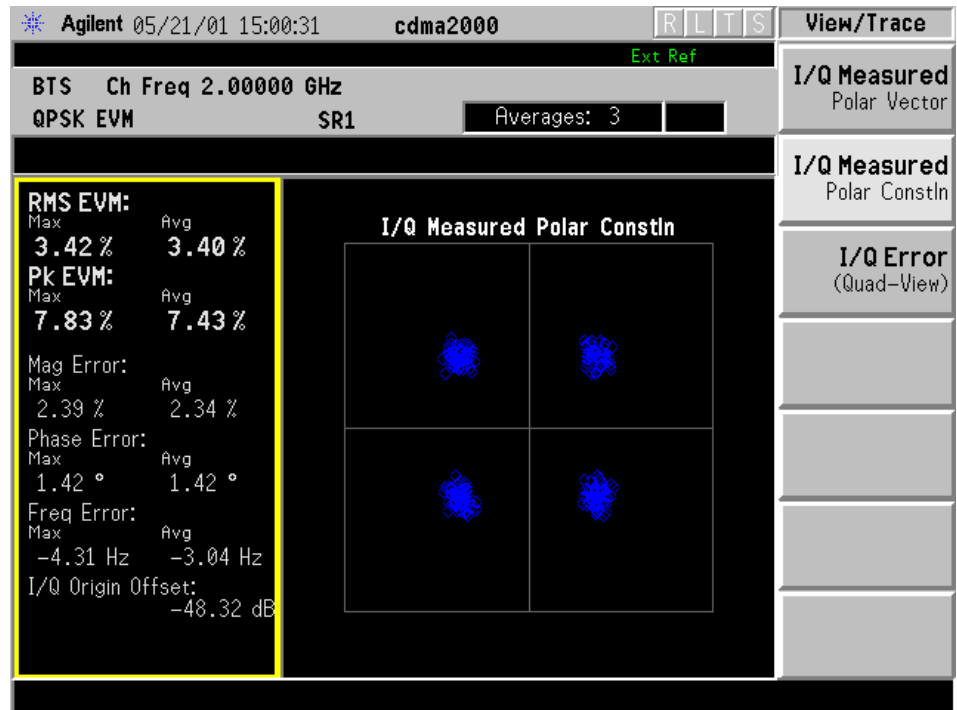 Agilent 05/21/01 15:00:31 cdma2000 R L T S View/Trace
Ext Ref
BTS Ch Freq 2.00000 GHz
QPSK EVM SR1 Averages: 3
I/Q Measured
Polar Vector
I/Q Measured
Polar Constln
I/Q Error
(Quad-View)
RMS EVM:
Max Avg
3.42 % 3.40 %
Pk EVM:
Max Avg
7.83 % 7.43 %
Mag Error:
Max Avg
2.39 % 2.34 %
Phase Error:
Max Avg
1.42 ° 1.42 °
Freq Error:
Max Avg
-4.31 Hz -3.04 Hz
I/Q Origin Offset:
-48.32 dB
I/Q Measured Polar Constln